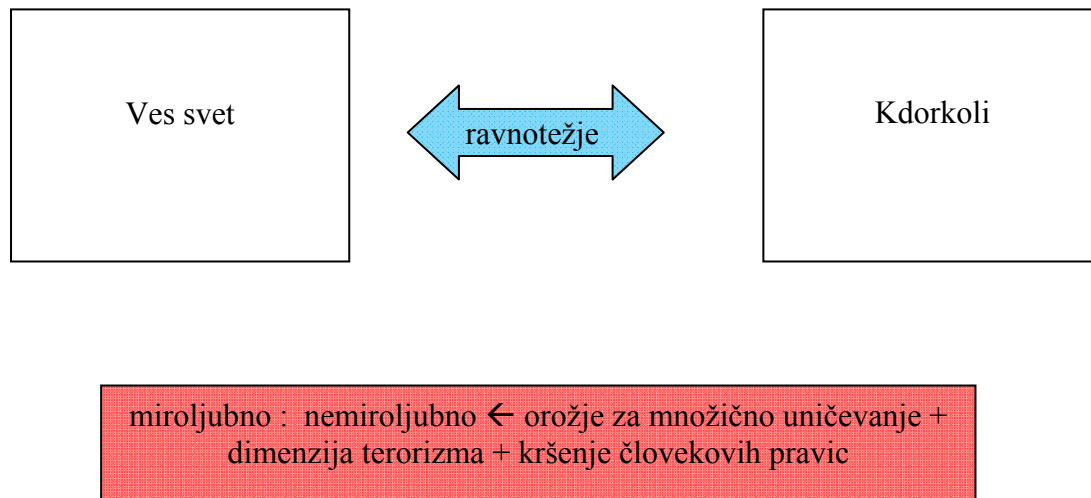 Ves svet
ravnotežje
Kdorkoli
miroljubno : nemiroljubno ← orožje za množično uničevanje +
dimenzija terorizma + kršenje človekovih pravic